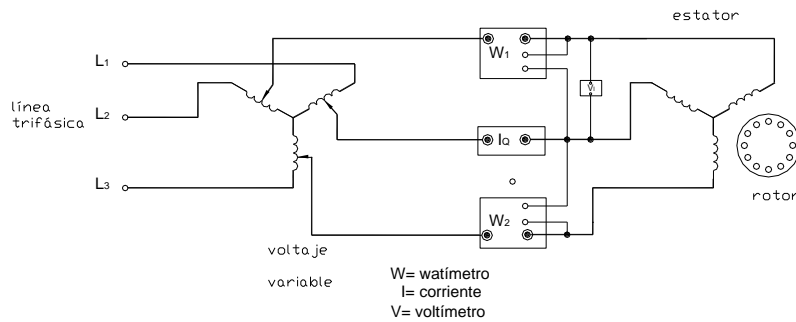 estator
L1
W1
línea
trifásica
L2
V1
IQ
L3
W2
rotor
voltaje
variable
W= watímetro
I= corriente
V= voltímetro